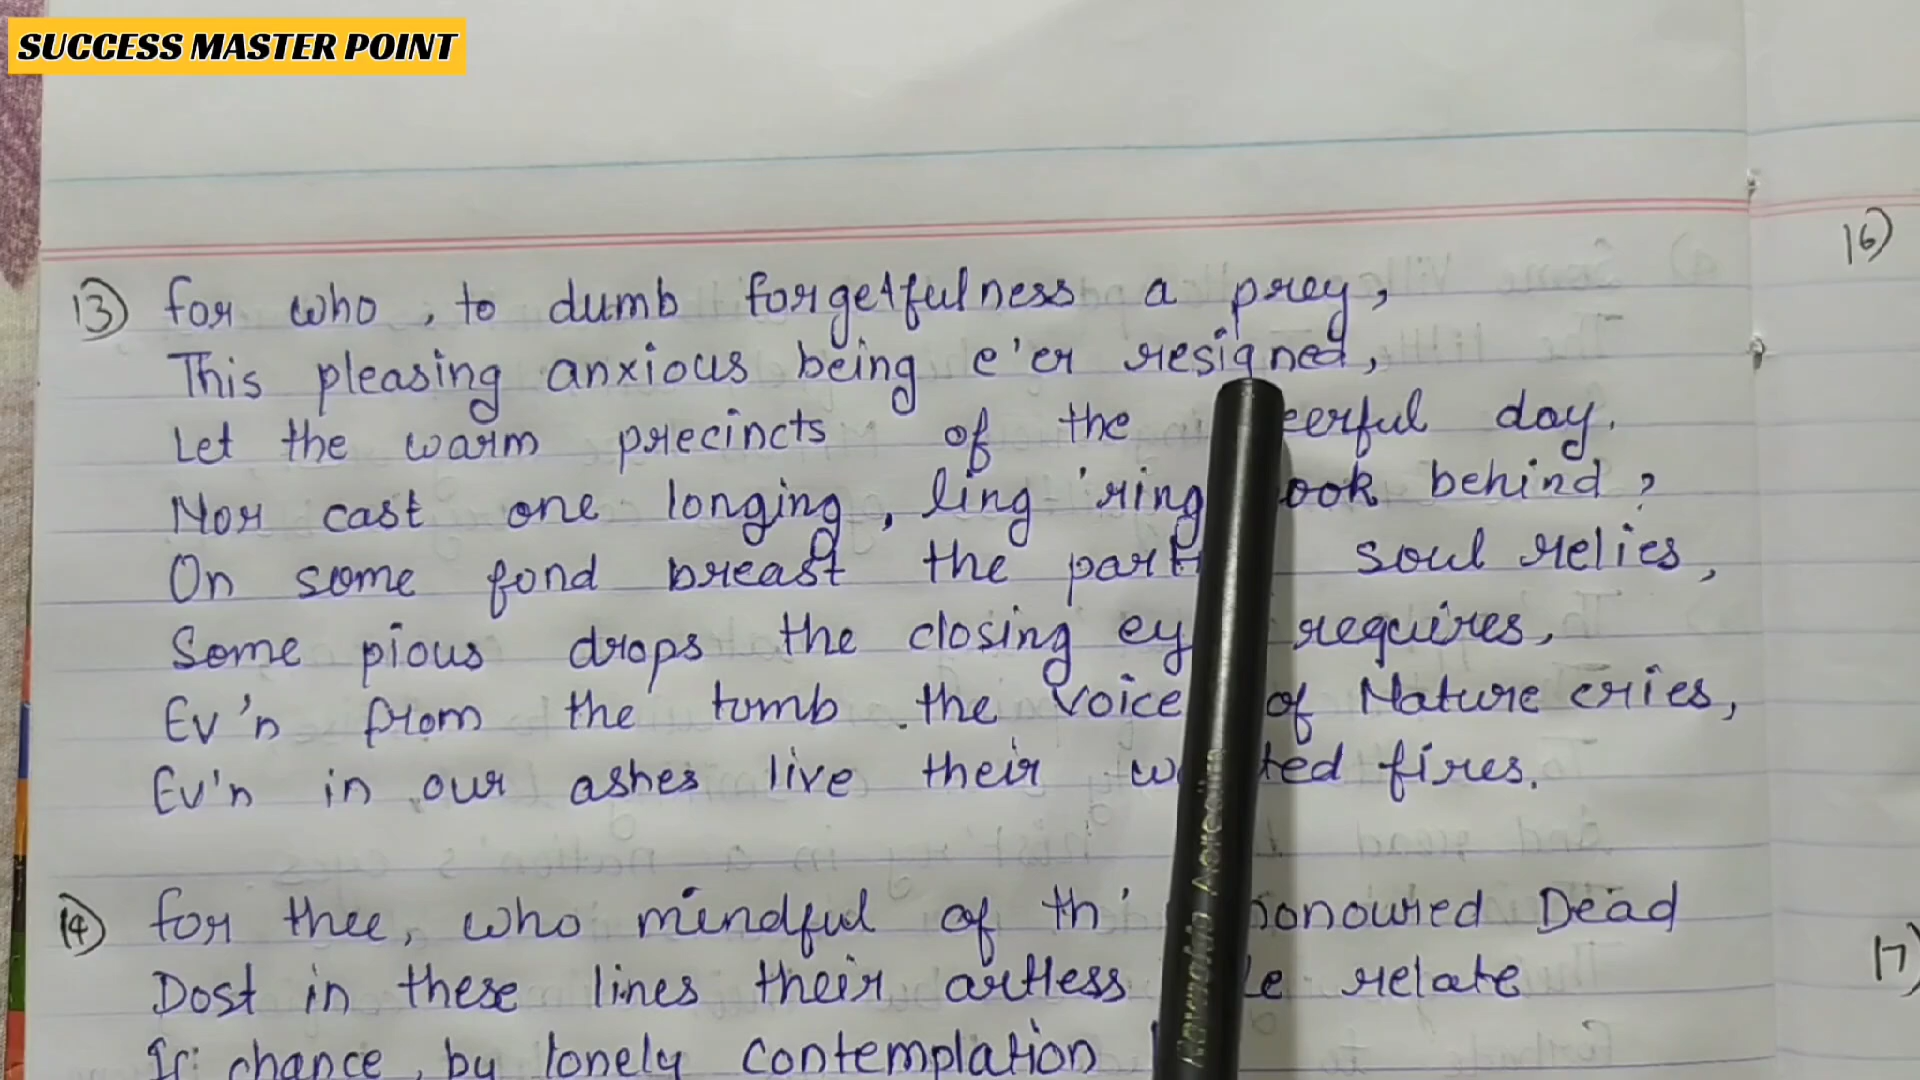 SUCCESS MASTER POINT
16)
13) for who, to dumb forgetfulness a prey,
This pleasing anxious being e'er resigned,
Let the warm precincts of the eerful day.
Nor cast one longing, ling'ring ook behind?
On some fond breast the part soul relies,
Some pious drops the closing ey requires,
Ev'n from the tomb the voice of Nature cries,
Ev'n in our ashes live their w ted fires.
14) for thee, who mindful of th' onoured Dead
Dost in these lines their artless le relate
17)
If chance, by lonely contemplation
Reynolds Aeroslim